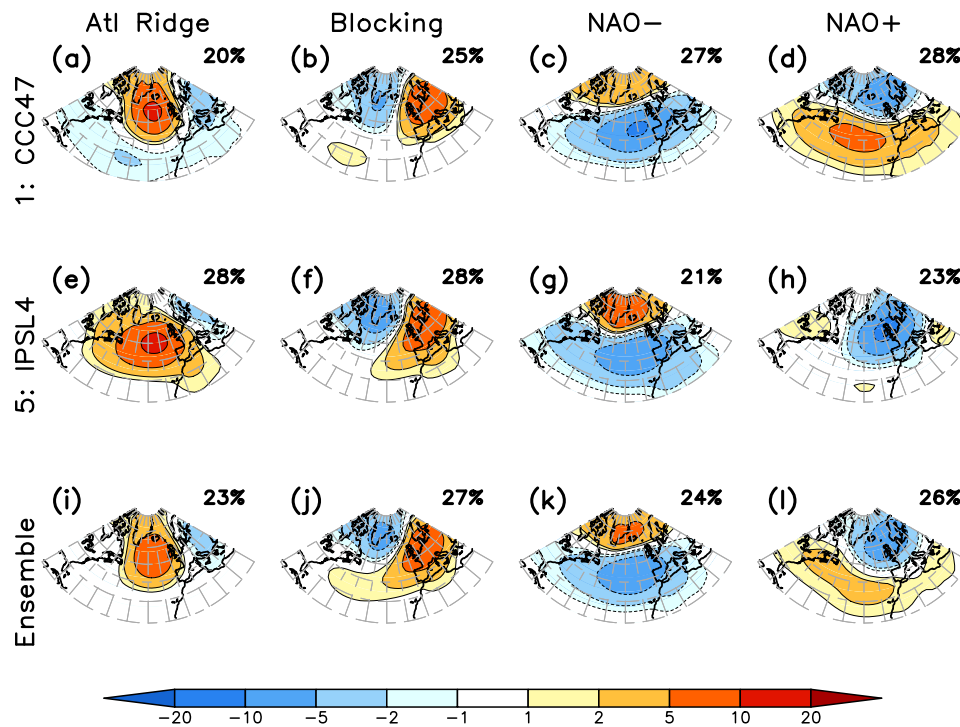 Atl Ridge Blocking NAO− NAO+
1: CCC47
(a) 20% (b) 25% (c) 27% (d) 28%
5: IPSL4
(e) 28% (f) 28% (g) 21% (h) 23%
Ensemble
(i) 23% (j) 27% (k) 24% (l) 26%
−20 −10 −5 −2 −1 1 2 5 10 20